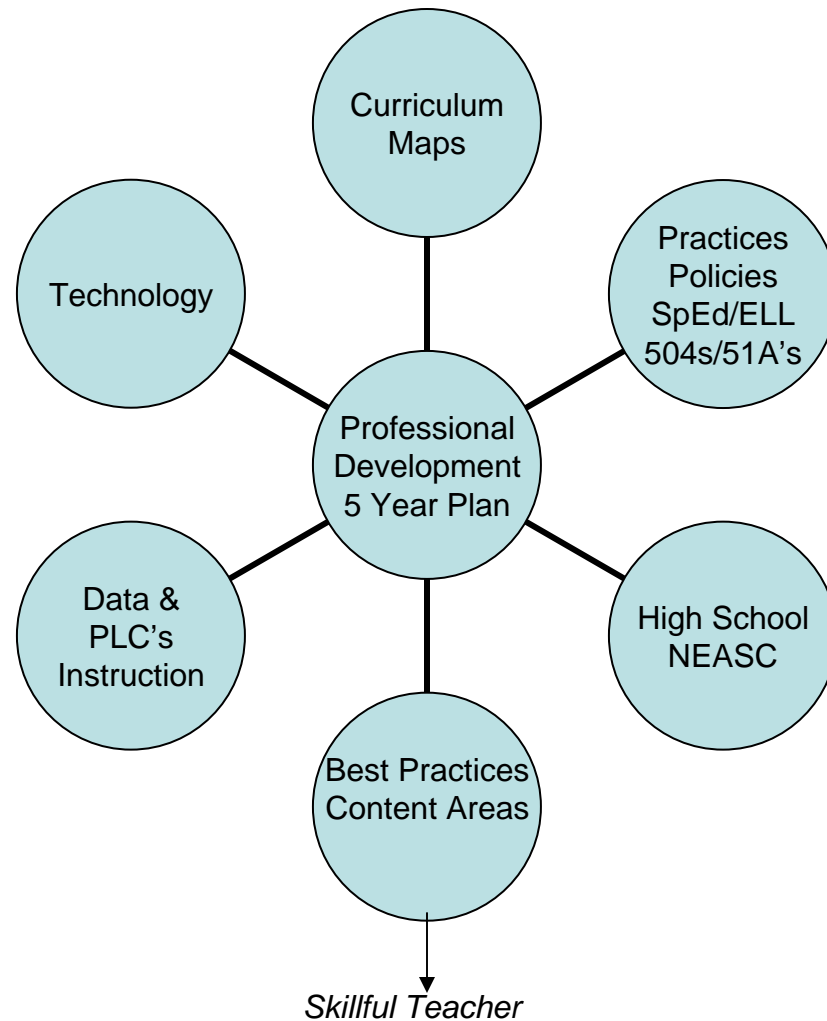 Curriculum
Maps
Technology
Practices
Policies
SpEd/ELL
504s/51A’s
Professional
Development
5 Year Plan
Data &
PLC’s
Instruction
High School
NEASC
Best Practices
Content Areas
Skillful Teacher